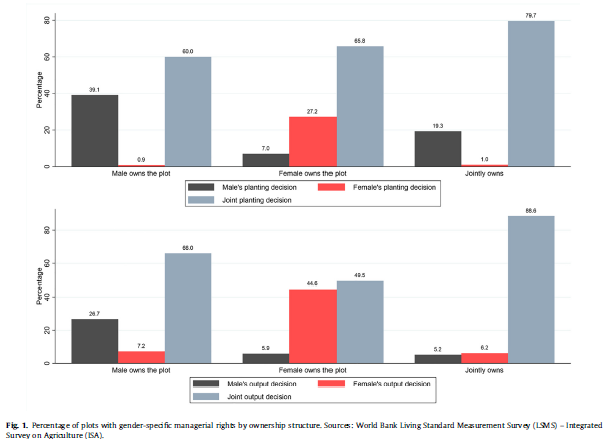 80
60
40
20
0
Percentage
39.1
0.9
60.0
7.0
27.2
65.8
19.3
1.0
79.7
Male owns the plot
Female owns the plot
Jointly owns
Male's planting decision
Female's planting decision
Joint planting decision
80
60
40
20
0
Percentage
26.7
7.2
66.0
5.9
44.6
49.5
5.2
6.2
88.6
Male owns the plot
Female owns the plot
Jointly owns
Male's output decision
Female's output decision
Joint output decision
Fig. 1. Percentage of plots with gender-specific managerial rights by ownership structure. Sources: World Bank Living Standard Measurement Survey (LSMS) – Integrated
Survey on Agriculture (ISA).